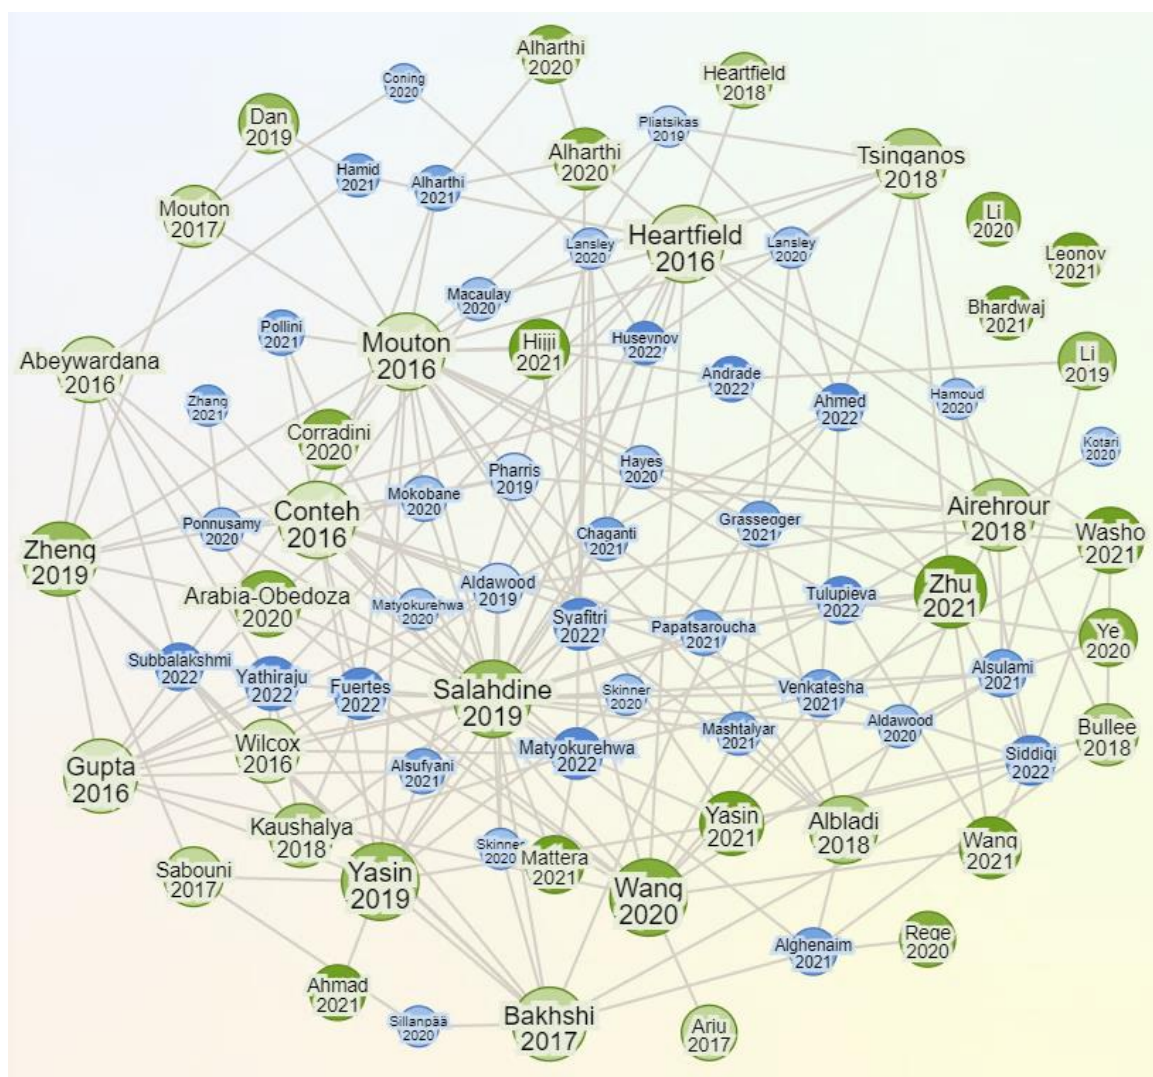 Alharthi
2020
Heartfield
2018
Coning
2020
Dan
2019
Pliatsikas
2019
Alharthi
2020
Tsinganos
2018
Hamid
2021
Alharthi
2021
Mouton
2017
Li
2020
Heartfield
2016
Lansley
2020
Lansley
2020
Leonov
2021
Macaulay
2020
Bhardwaj
2021
Pollini
2021
Mouton
2016
Hijji
2021
Huseynov
2022
Abeywardana
2016
Li
2019
Andrade
2022
Zhang
2021
Ahmed
2022
Hamoud
2020
Corradini
2020
Kotari
2020
Pharris
2019
Hayes
2020
Mokobane
2020
Conteh
2016
Airehrour
2018
Ponnusamy
2020
Chaganti
2021
Grasseger
2021
Washo
2021
Zheng
2019
Arabia-Obedoza
2020
Aldawood
2019
Matyokurehwa
2020
Syafitri
2022
Tulupieva
2022
Zhu
2021
Papatsaroucha
2021
Ye
2020
Subbalakshmi
2022
Yathiraju
2022
Fuertes
2022
Salahdine
2019
Skinner
2020
Venkatesha
2021
Alsulami
2021
Aldawood
2020
Mashtalyar
2021
Bullee
2018
Wilcox
2016
Matyokurehwa
2022
Gupta
2016
Alsufyani
2021
Siddiqi
2022
Kaushalya
2018
Yasin
2021
Albladi
2018
Skinner
2020
Mattera
2021
Wang
2021
Sabouni
2017
Yasin
2019
Wang
2020
Alghenaim
2021
Rege
2020
Ahmad
2021
Sillanpää
2020
Bakhshi
2017
Ariu
2017